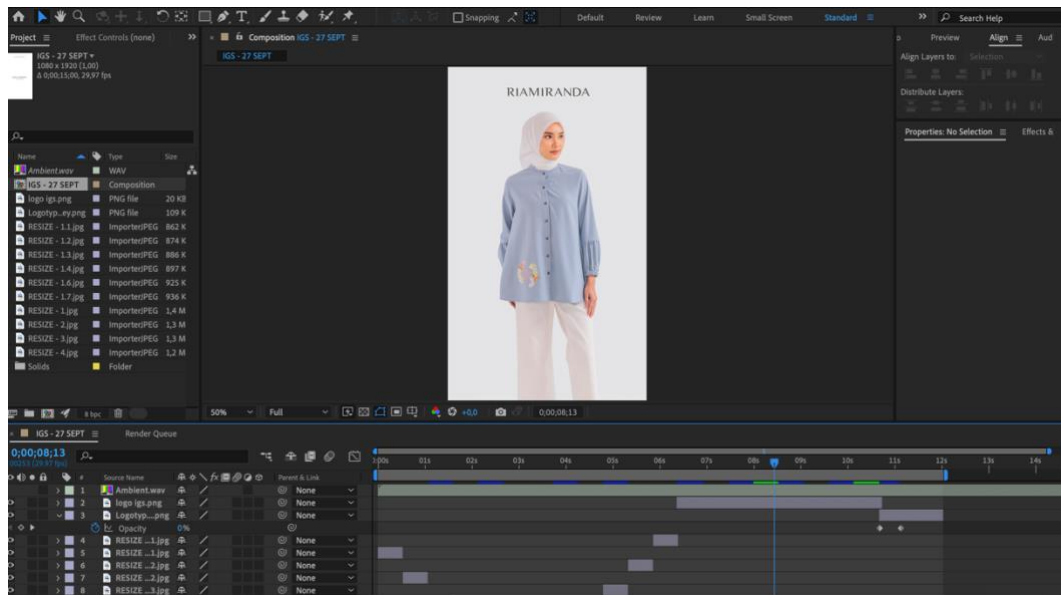 Snapping
Default
Review
Learn
Small Screen
Standard
Search Help
Project
Effect Controls (none)
Composition IGS - 27 SEPT
Preview
Align
Aud
IGS - 27 SEPT
1080 x 1920 (1,00)
Δ 0;00;15;00, 29,97 fps
IGS - 27 SEPT
Align Layers to: Selection
Distribute Layers:
Properties: No Selection
Effects &
RIAMIRANDA
Name Type Size
Ambient.wav WAV
IGS - 27 SEPT Composition
logo igs.png PNG file 20 KB
Logotyp...ey.png PNG file 109 K
RESIZE - 1.1.jpg ImporterJPEG 862 K
RESIZE - 1.2.jpg ImporterJPEG 874 K
RESIZE - 1.3.jpg ImporterJPEG 886 K
RESIZE - 1.4.jpg ImporterJPEG 897 K
RESIZE - 1.6.jpg ImporterJPEG 925 K
RESIZE - 1.7.jpg ImporterJPEG 936 K
RESIZE - 1.jpg ImporterJPEG 1,4 M
RESIZE - 2.jpg ImporterJPEG 1,3 M
RESIZE - 3.jpg ImporterJPEG 1,3 M
RESIZE - 4.jpg ImporterJPEG 1,2 M
Solids Folder
8 bpc
50% Full +0,0 0;00;08;13
IGS - 27 SEPT Render Queue
0;00;08;13
00253 (29.97 fps)
# Source Name Parent & Link
01s 02s 03s 04s 05s 06s 07s 08s 09s 10s 11s 12s 13s 14s
1 Ambient.wav None
2 logo igs.png None
3 Logotyp....png None
Opacity 0%
4 RESIZE ...1.jpg None
5 RESIZE ...1.jpg None
6 RESIZE ...2.jpg None
7 RESIZE ...2.jpg None
8 RESIZE ...3.jpg None